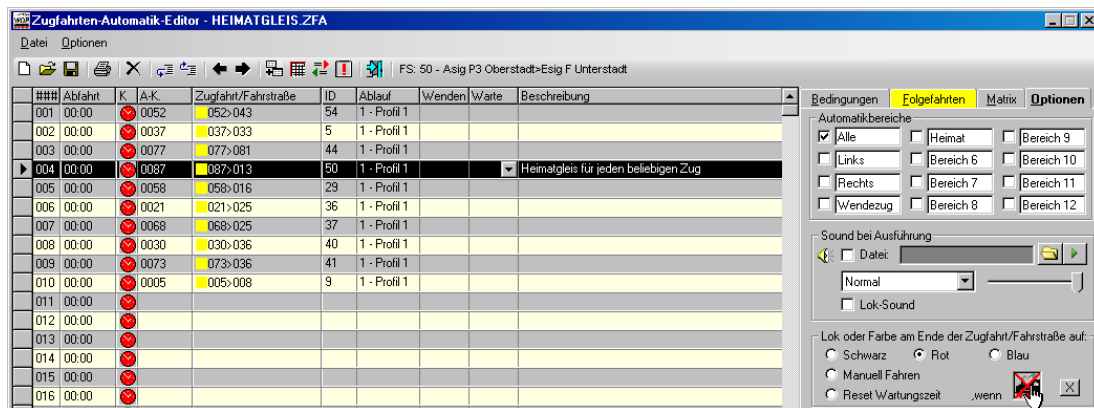 Zugfahrten-Automatik-Editor - HEIMATGLEIS.ZFA
Datei Optionen
FS: 50 - Asig P3 Oberstadt>Esig F Unterstadt
### Abfahrt K A-K. Zugfahrt/Fahrstraße ID Ablauf Wenden Warte Beschreibung
001 00:00 0052 052>043 54 1 - Profil 1
002 00:00 0037 037>033 5 1 - Profil 1
003 00:00 0077 077>081 44 1 - Profil 1
004 00:00 0087 087>013 50 1 - Profil 1 Heimatgleis für jeden beliebigen Zug
005 00:00 0058 058>016 29 1 - Profil 1
006 00:00 0021 021>025 36 1 - Profil 1
007 00:00 0068 068>025 37 1 - Profil 1
008 00:00 0030 030>036 40 1 - Profil 1
009 00:00 0073 073>036 41 1 - Profil 1
010 00:00 0005 005>008 9 1 - Profil 1
011 00:00
012 00:00
013 00:00
014 00:00
015 00:00
016 00:00
Bedingungen Folgefahrten Matrix Optionen
Automatikbereiche
Alle Heimat Bereich 9
Links Bereich 6 Bereich 10
Rechts Bereich 7 Bereich 11
Wendezug Bereich 8 Bereich 12
Sound bei Ausführung
Datei:
Normal
Lok-Sound
Lok oder Farbe am Ende der Zugfahrt/Fahrstraße auf:
Schwarz Rot Blau
Manuell Fahren
Reset Wartungszeit ,wenn X